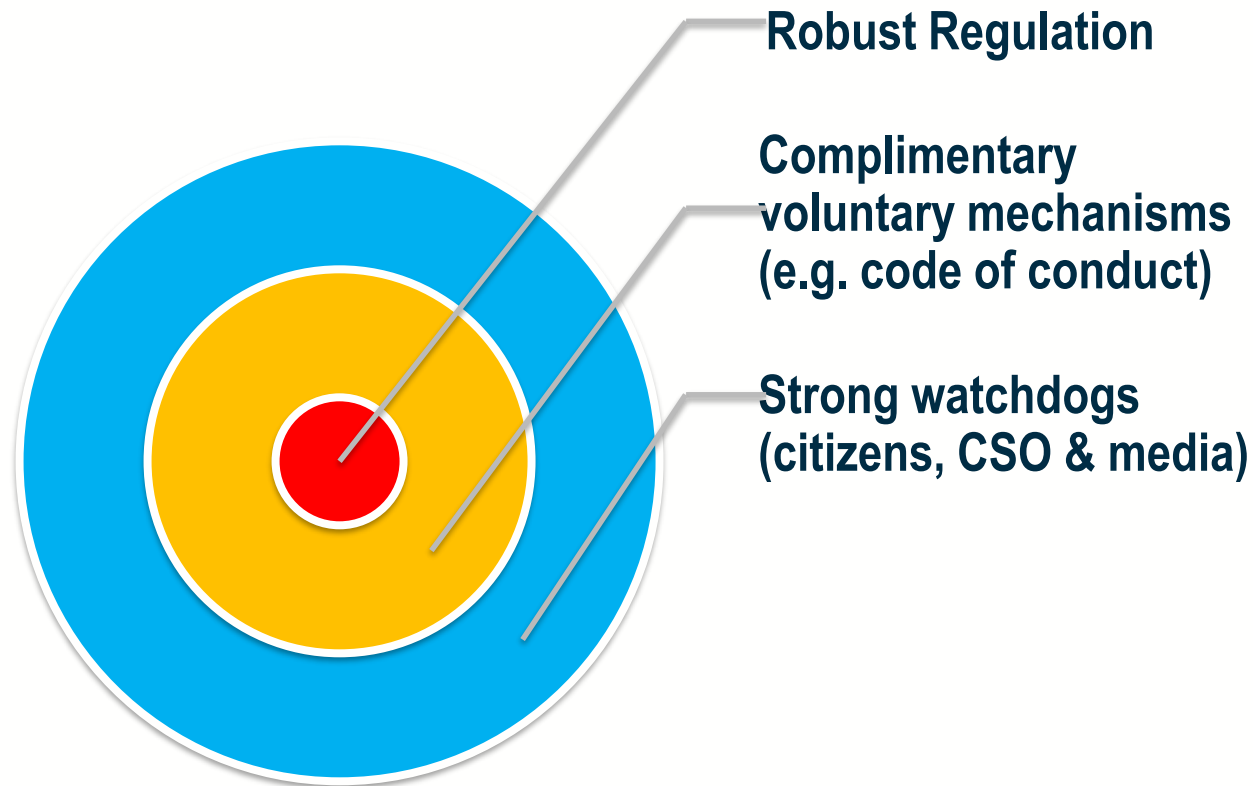 Robust Regulation
Complimentary
voluntary mechanisms
(e.g. code of conduct)
Strong watchdogs
(citizens, CSO & media)